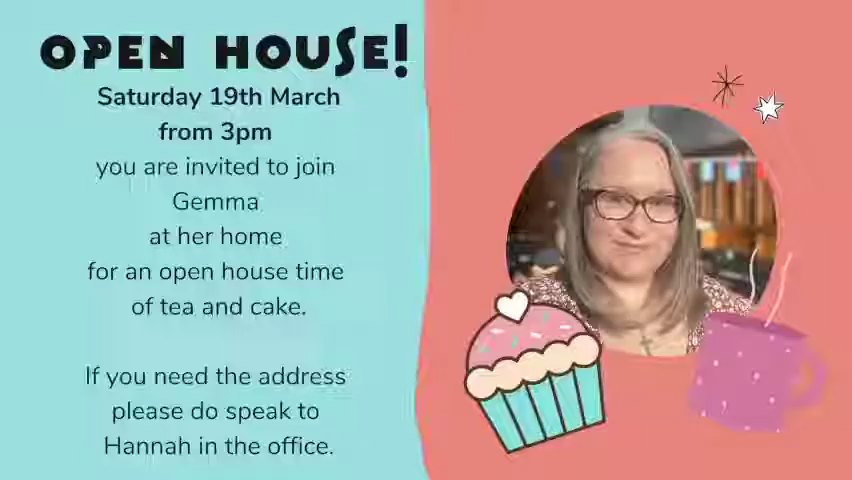 OPEN HOUSE!
Saturday 19th March
from 3pm
you are invited to join
Gemma
at her home
for an open house time
of tea and cake.
If you need the address
please do speak to
Hannah in the office.